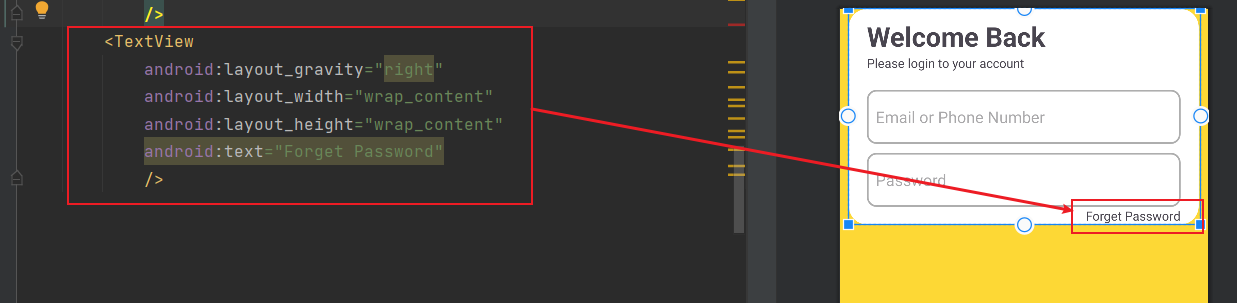 />
<TextView
android:layout_gravity="right"
android:layout_width="wrap_content"
android:layout_height="wrap_content"
android:text="Forget Password"
/>
Welcome Back
Please login to your account
Email or Phone Number
Password
Forget Password